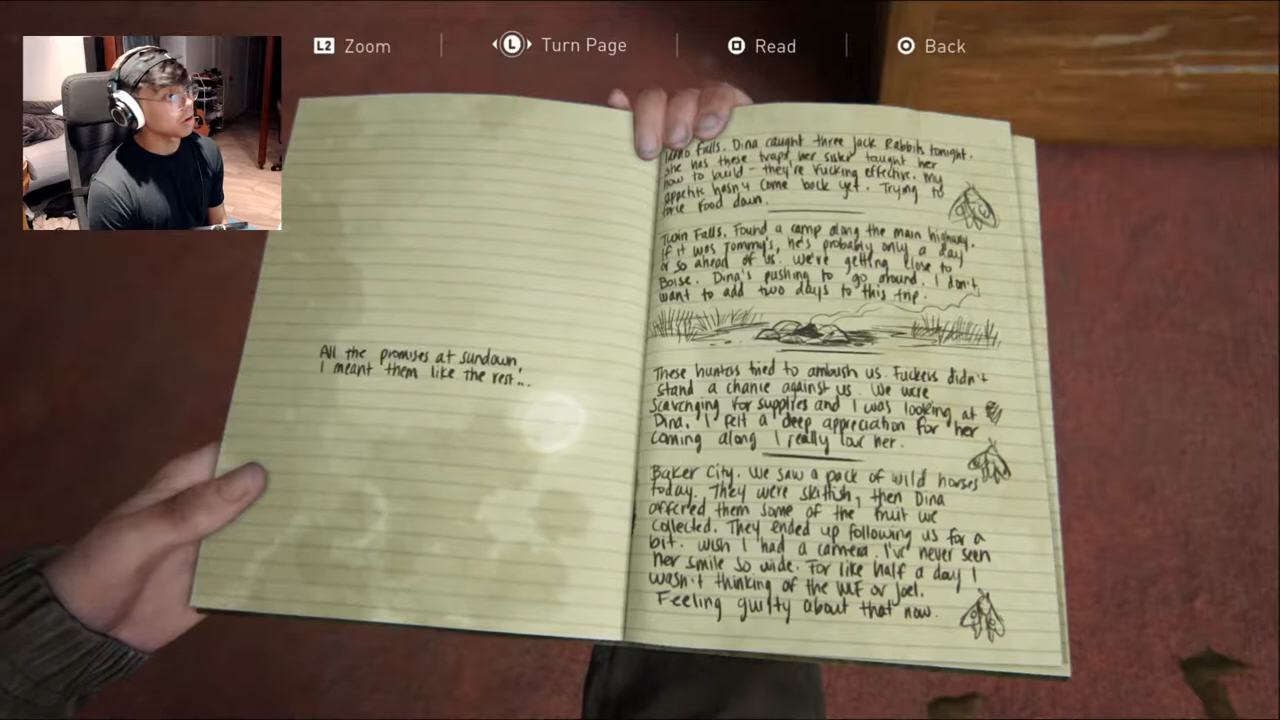 L2 Zoom
L Turn Page
Read
Back
All the promises at sundown,
I meant them like the rest...
Idaho Falls. Dina caught three Jack Rabbits tonight.
She has these traps her sister taught her
how to build - they're fucking effective. My
appetite hasn't come back yet. Trying to
force food down.
Twin Falls. Found a camp along the main highway.
If it was Tommy's, he's probably only a day
or so ahead of us. We're getting close to
Boise. Dina's pushing to go around. I don't
want to add two days to this trip.
These hunters tried to ambush us. Fuckers didn't
stand a chance against us. We were
scavenging for supplies and I was looking at
Dina. I felt a deep appreciation for her
coming along I really love her.
Baker City. We saw a pack of wild horses
today. They were skittish, then Dina
offered them some of the fruit we
collected. They ended up following us for a
bit. Wish I had a camera. I've never seen
her smile so wide. For like half a day I
wasn't thinking of the WLF or Joel.
Feeling guilty about that now.